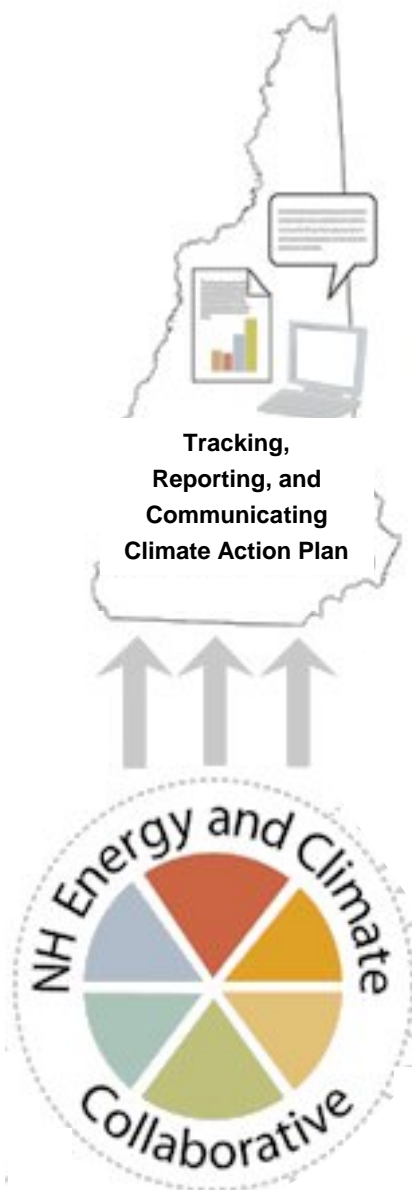 Tracking,
Reporting, and
Communicating
Climate Action Plan
NH Energy and Climate
Collaborative